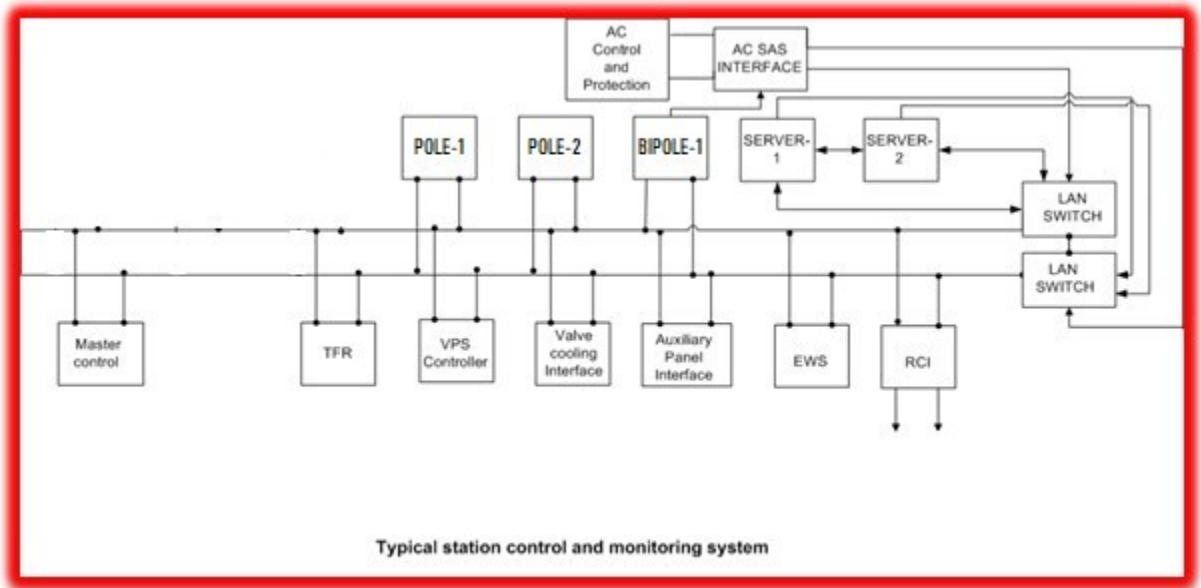 AC
Control
and
Protection
AC SAS
INTERFACE
POLE-1
POLE-2
BIPOLE-1
SERVER-
1
SERVER-
2
LAN
SWITCH
LAN
SWITCH
Master
control
TFR
VPS
Controller
Valve
cooling
Interface
Auxiliary
Panel
Interface
EWS
RCI
Typical station control and monitoring system